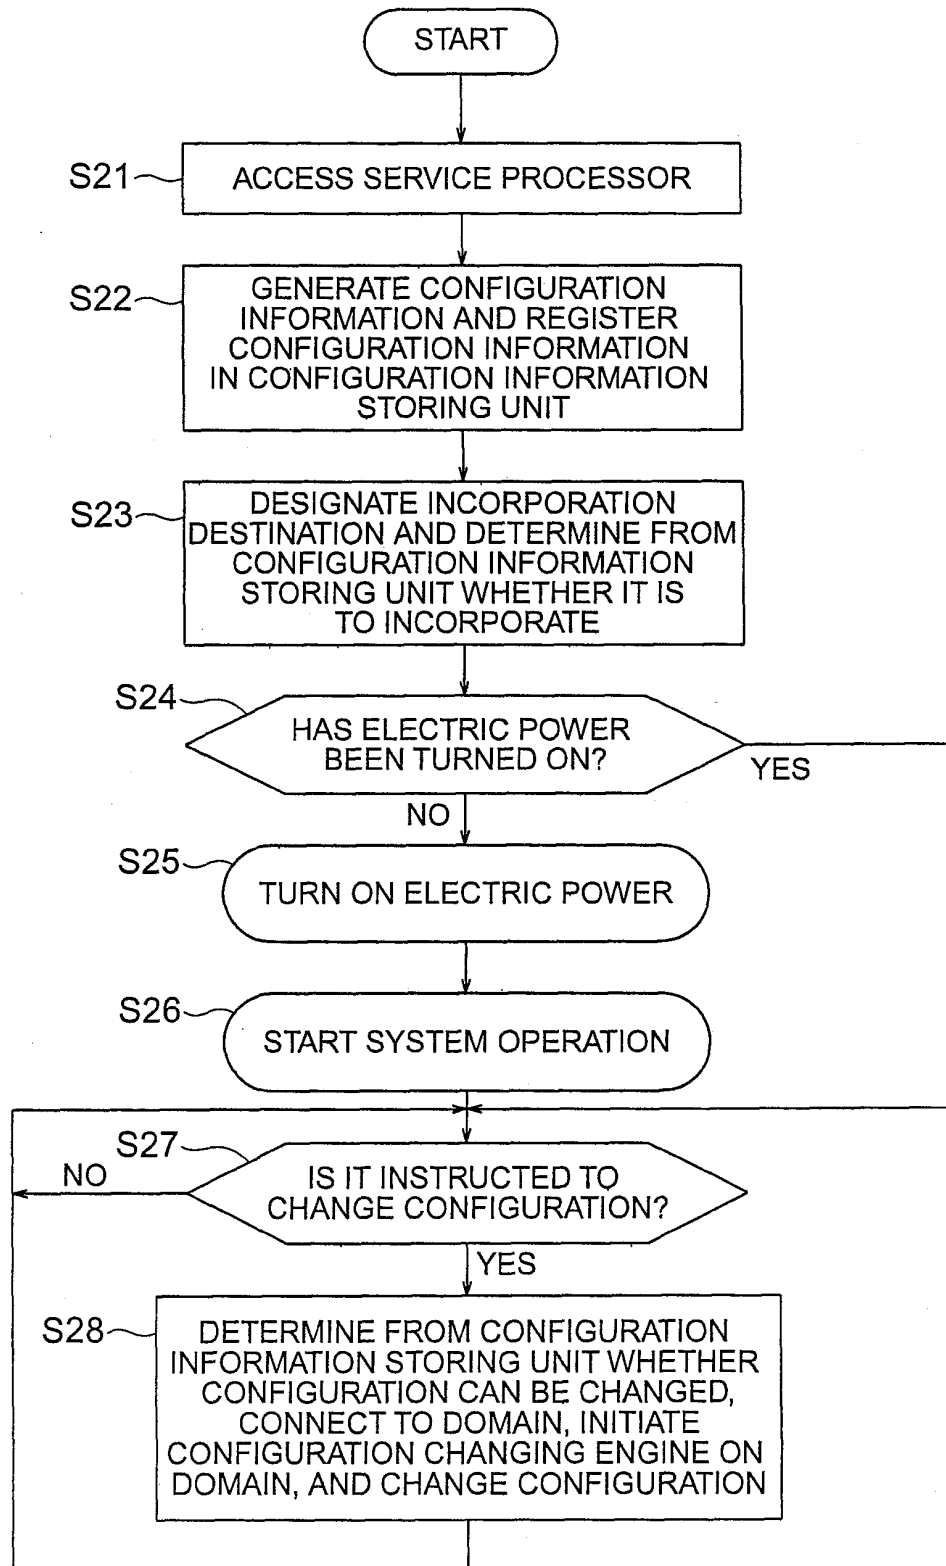 START
S21
ACCESS SERVICE PROCESSOR
S22
GENERATE CONFIGURATION
INFORMATION AND REGISTER
CONFIGURATION INFORMATION
IN CONFIGURATION INFORMATION
STORING UNIT
S23
DESIGNATE INCORPORATION
DESTINATION AND DETERMINE FROM
CONFIGURATION INFORMATION
STORING UNIT WHETHER IT IS
TO INCORPORATE
S24
HAS ELECTRIC POWER
BEEN TURNED ON?
YES
NO
S25
TURN ON ELECTRIC POWER
S26
START SYSTEM OPERATION
S27
NO
IS IT INSTRUCTED TO
CHANGE CONFIGURATION?
YES
S28
DETERMINE FROM CONFIGURATION
INFORMATION STORING UNIT WHETHER
CONFIGURATION CAN BE CHANGED,
CONNECT TO DOMAIN, INITIATE
CONFIGURATION CHANGING ENGINE ON
DOMAIN, AND CHANGE CONFIGURATION